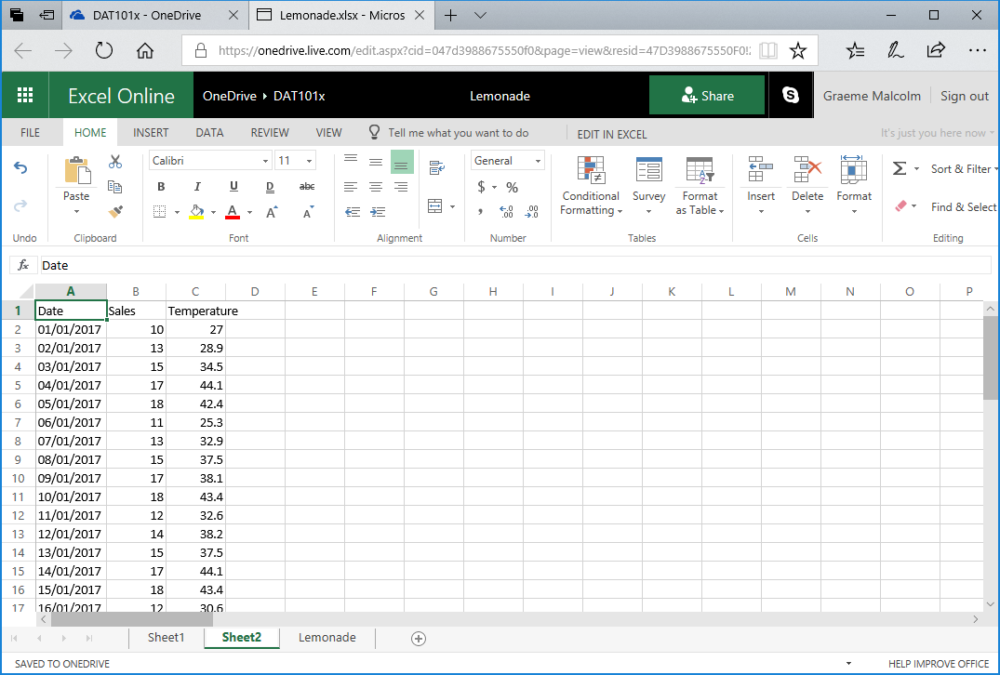 DAT101x - OneDrive Lemonade.xlsx - Micros
https://onedrive.live.com/edit.aspx?cid=047d3988675550f0&page=view&resid=47D3988675550F0!
Excel Online OneDrive DAT101x Lemonade Share Graeme Malcolm Sign out
FILE HOME INSERT DATA REVIEW VIEW Tell me what you want to do EDIT IN EXCEL It's just you here now
Calibri 11 General Sort & Filter
Paste B I U D abc $ % Conditional Formatting Survey Format as Table Insert Delete Format Find & Select
Undo Clipboard Font Alignment Number Tables Cells Editing
fx Date
A B C D E F G H I J K L M N O P
1 Date Sales Temperature
2 01/01/2017 10 27
3 02/01/2017 13 28.9
4 03/01/2017 15 34.5
5 04/01/2017 17 44.1
6 05/01/2017 18 42.4
7 06/01/2017 11 25.3
8 07/01/2017 13 32.9
9 08/01/2017 15 37.5
10 09/01/2017 17 38.1
11 10/01/2017 18 43.4
12 11/01/2017 12 32.6
13 12/01/2017 14 38.2
14 13/01/2017 15 37.5
15 14/01/2017 17 44.1
16 15/01/2017 18 43.4
17 16/01/2017 12 30.6
Sheet1 Sheet2 Lemonade
SAVED TO ONEDRIVE HELP IMPROVE OFFICE